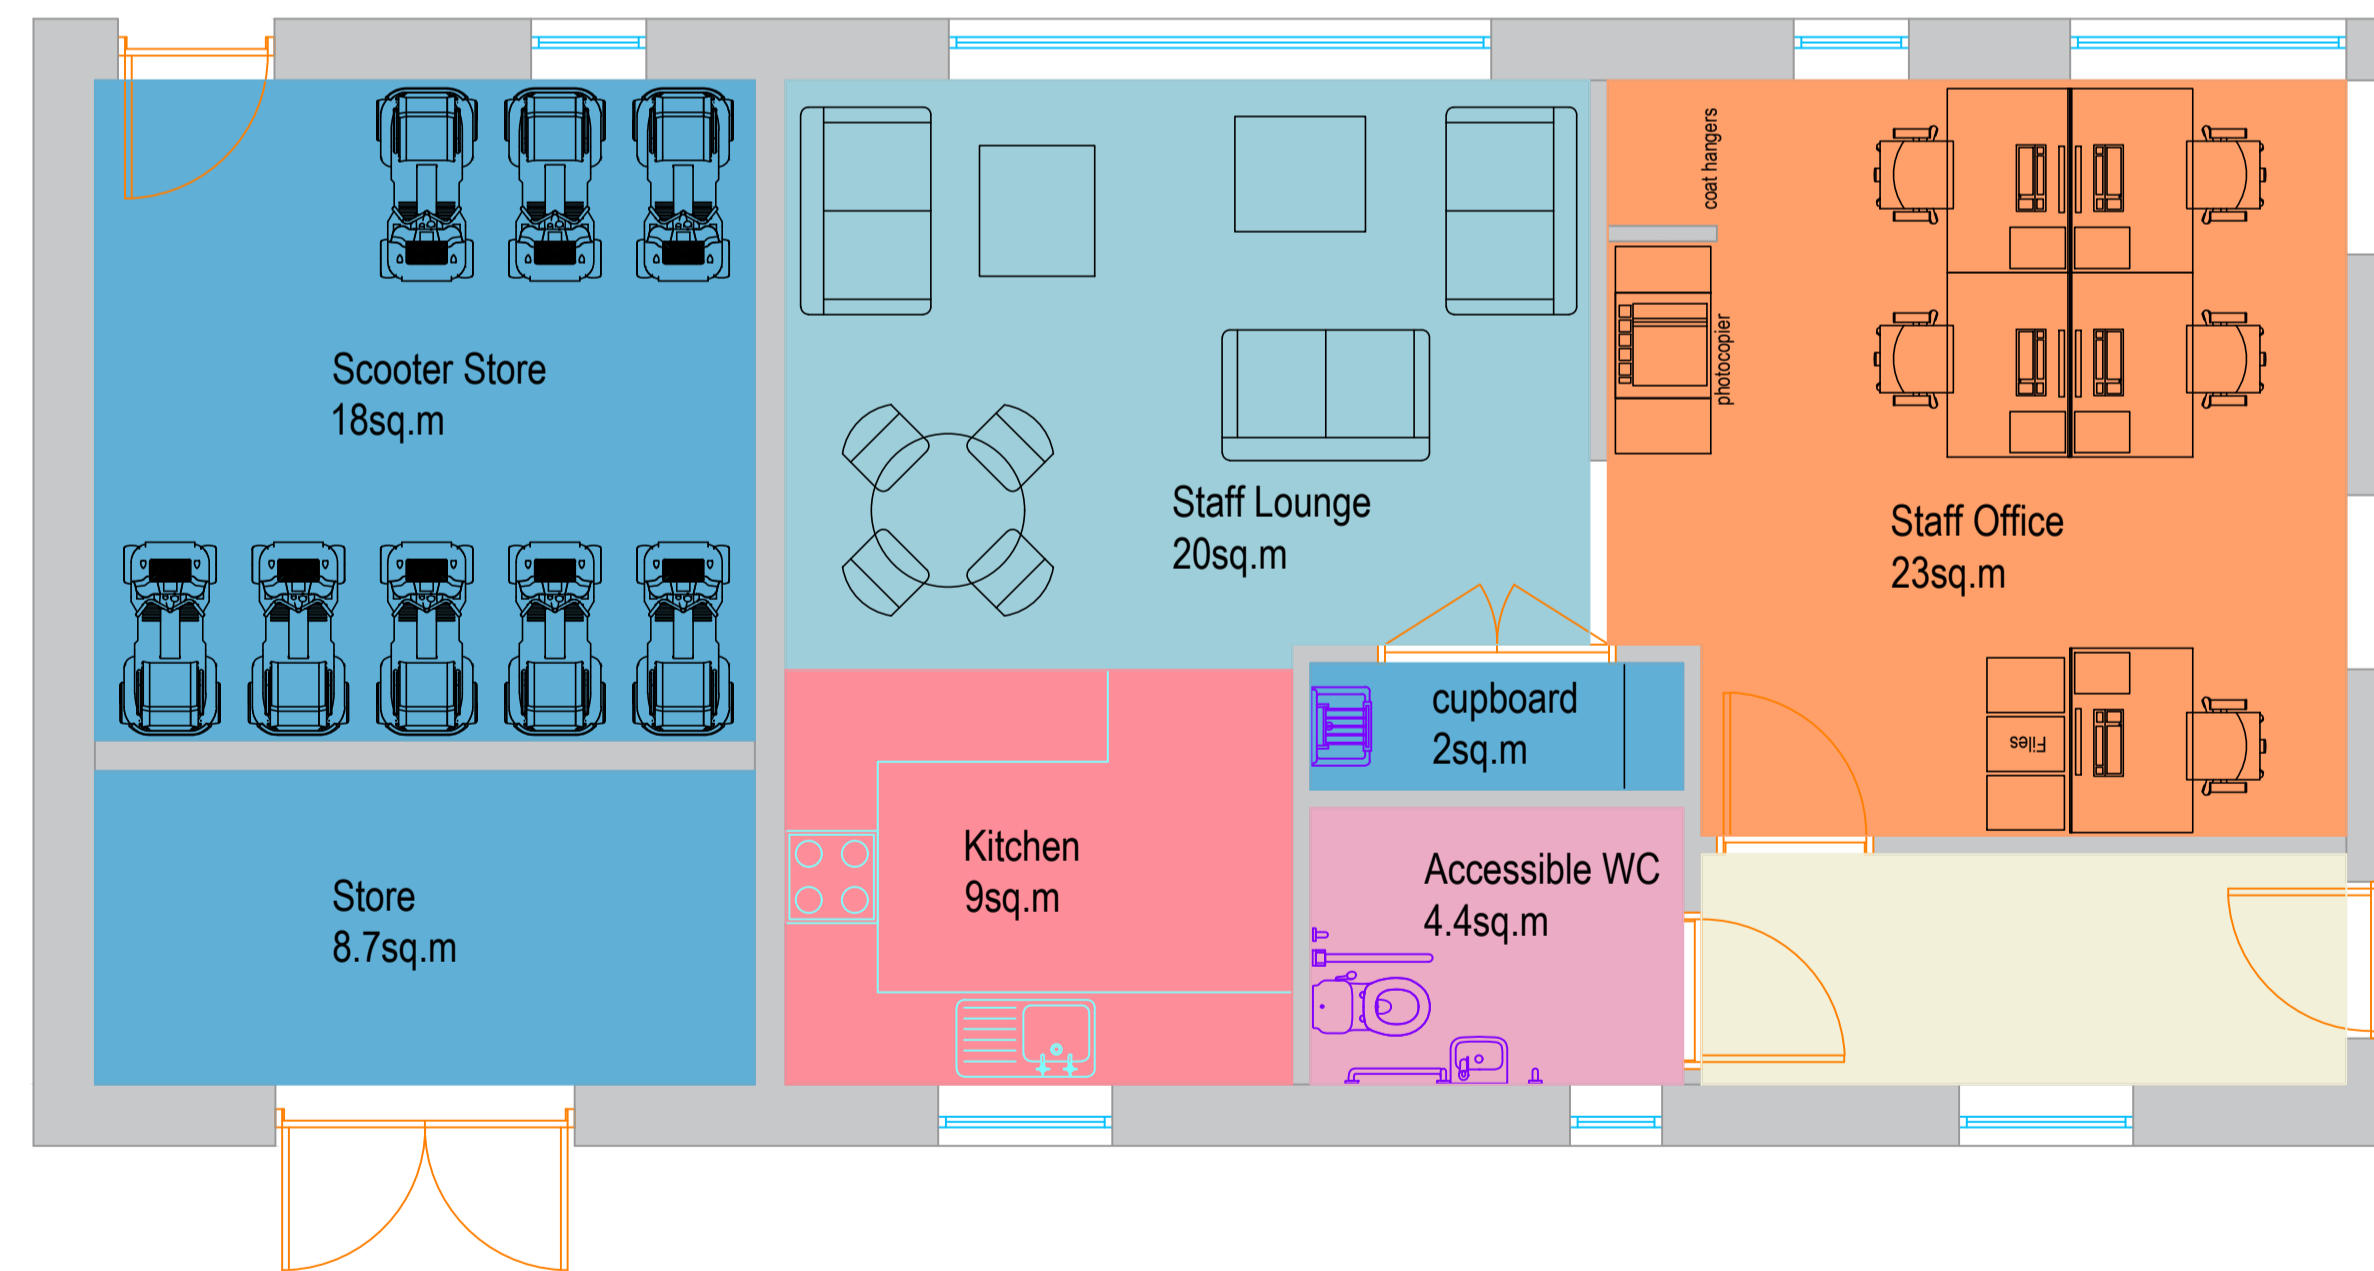 coat hangers
photocopier
Scooter Store
18sq.m
Staff Lounge
20sq.m
Staff Office
23sq.m
cupboard
2sq.m
Files
Kitchen
9sq.m
Accessible WC
4.4sq.m
Store
8.7sq.m